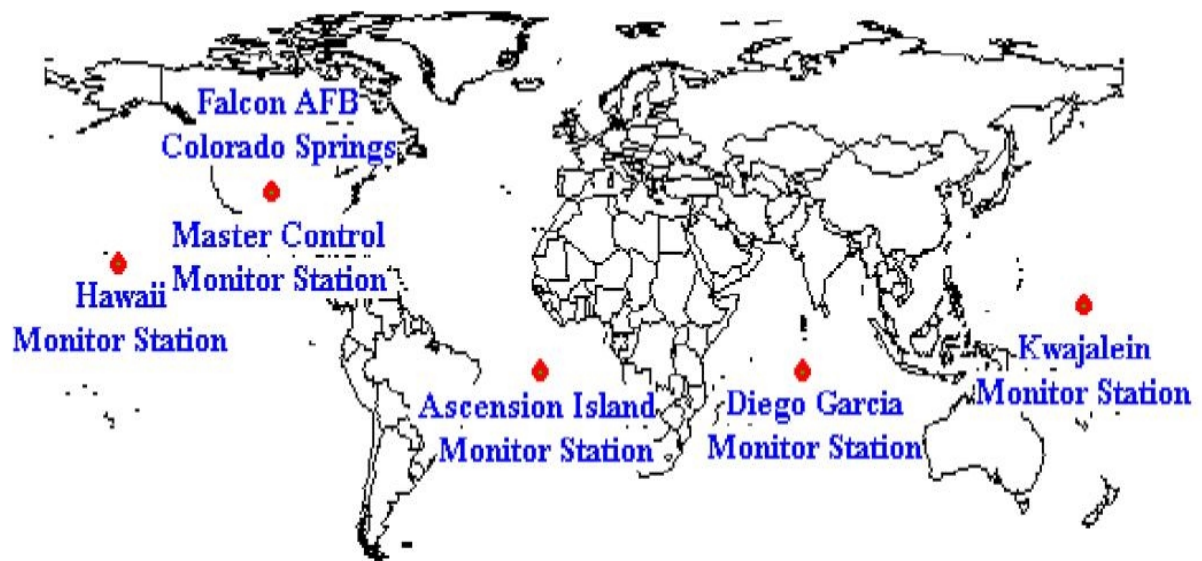 Falcon AFB
Colorado Springs
Master Control
Monitor Station
Hawaii
Monitor Station
Ascension Island
Monitor Station
Diego Garcia
Monitor Station
Kwajalein
Monitor Station